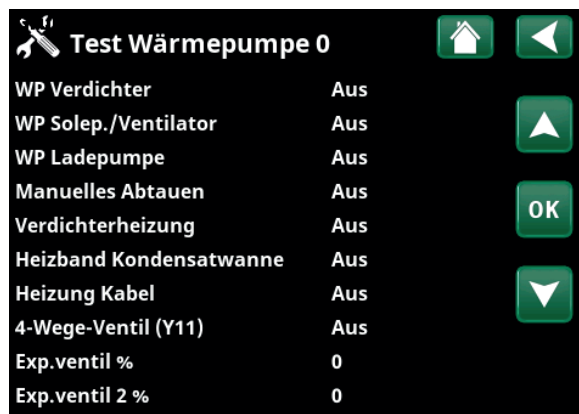 Test Wärmepumpe 0
WP Verdichter Aus
WP Solep./Ventilator Aus
WP Ladepumpe Aus
Manuelles Abtauen Aus
Verdichterheizung Aus
OK
Heizband Kondensatwanne Aus
Heizung Kabel Aus
4-Wege-Ventil (Y11) Aus
Exp.ventil % 0
Exp.ventil 2 % 0